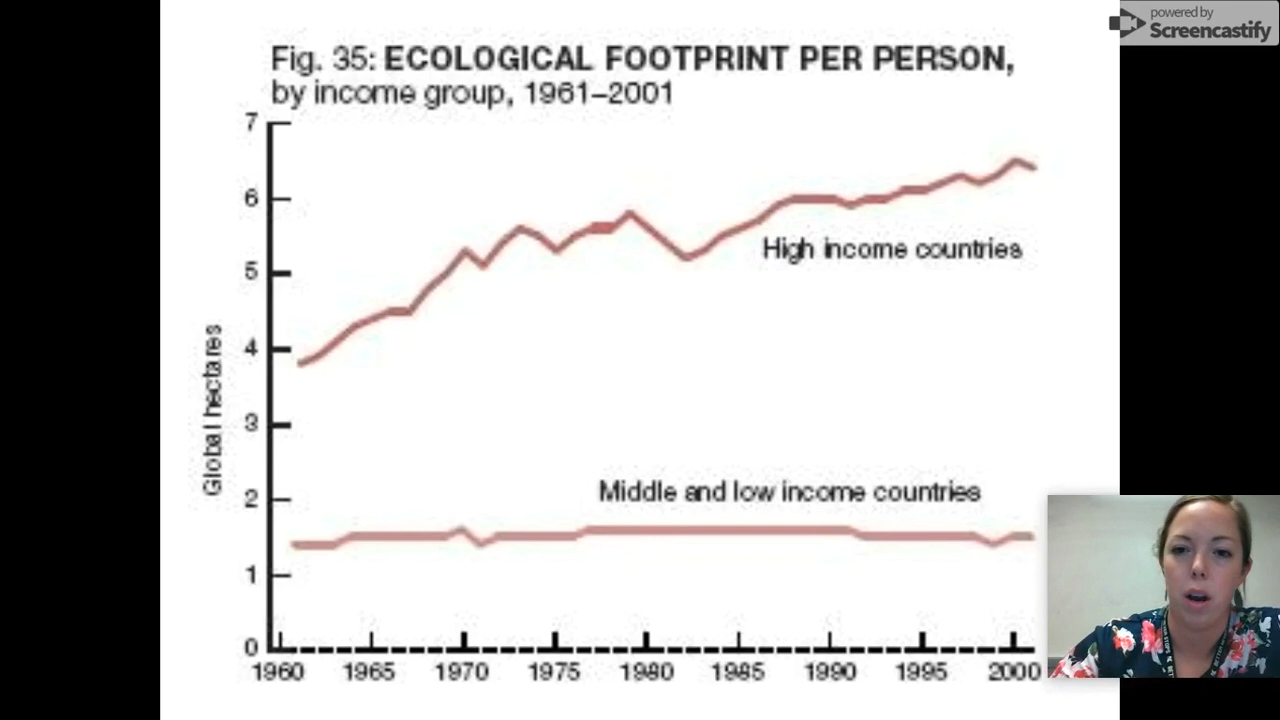 powered by
Screencastify
Fig. 35: ECOLOGICAL FOOTPRINT PER PERSON,
by income group, 1961–2001
7
6
5
4
3
2
1
0
Global hectares
High income countries
Middle and low income countries
1960 1965 1970 1975 1980 1985 1990 1995 2000